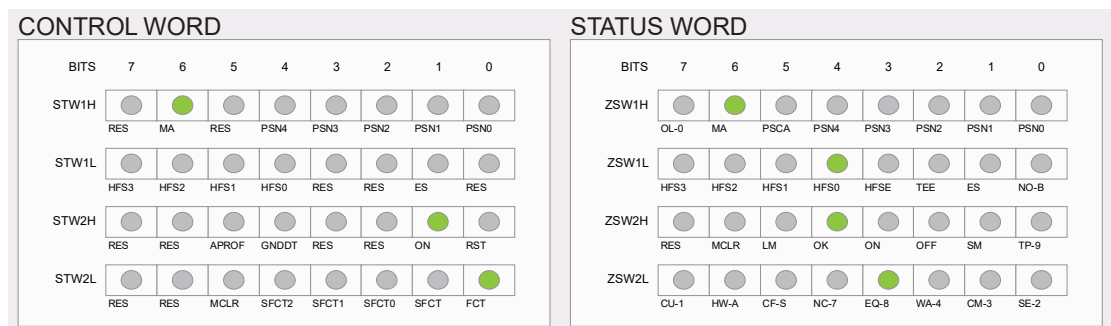 CONTROL WORD
BITS 7 6 5 4 3 2 1 0
STW1H
RES MA RES PSN4 PSN3 PSN2 PSN1 PSN0
STW1L
HFS3 HFS2 HFS1 HFS0 RES RES ES RES
STW2H
RES RES APROF GNDDT RES RES ON RST
STW2L
RES RES MCLR SFCT2 SFCT1 SFCT0 SFCT FCT
STATUS WORD
BITS 7 6 5 4 3 2 1 0
ZSW1H
OL-0 MA PSCA PSN4 PSN3 PSN2 PSN1 PSN0
ZSW1L
HFS3 HFS2 HFS1 HFS0 HFSE TEE ES NO-B
ZSW2H
RES MCLR LM OK ON OFF SM TP-9
ZSW2L
CU-1 HW-A CF-S NC-7 EQ-8 WA-4 CM-3 SE-2